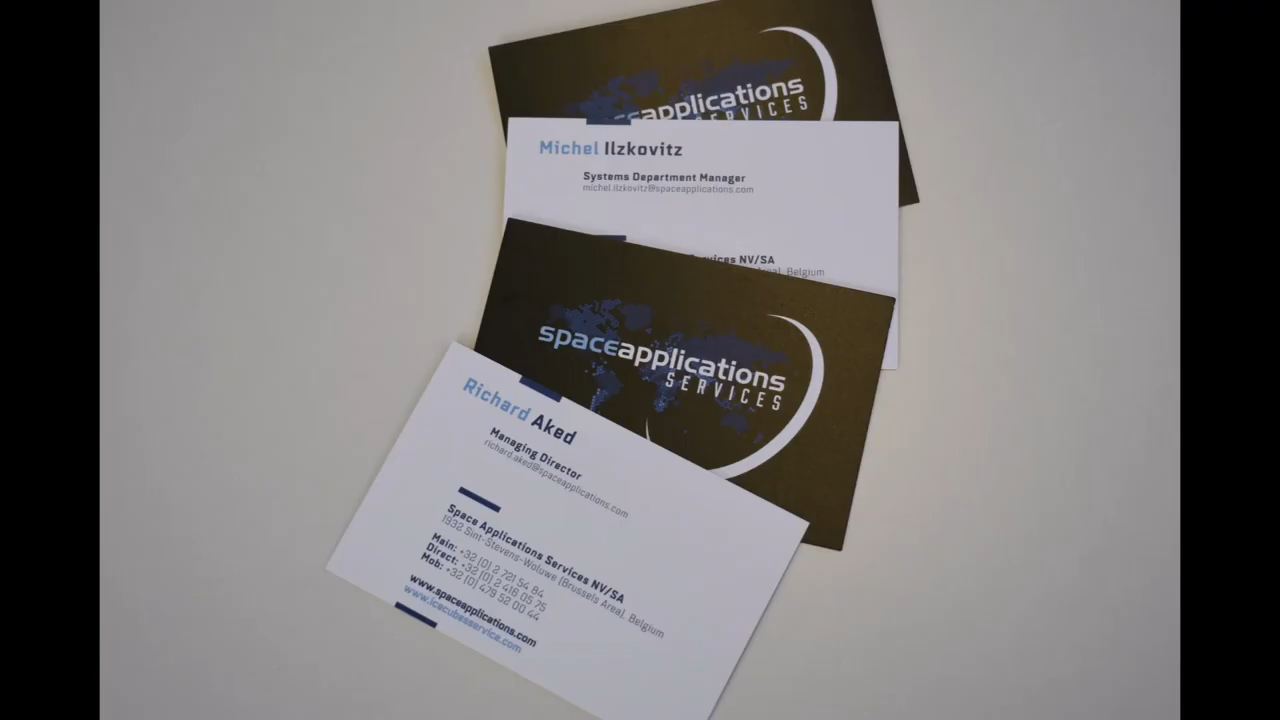 applications
SERVICES
Michel Ilzkovitz
Systems Department Manager
michel.ilzkovitz@spaceapplications.com
NV/SA
Belgium
spaceapplications
SERVICES
Richard Aked
Managing Director
richard.aked@spaceapplications.com
Space Applications Services NV/SA
1932 Sint-Stevens-Woluwe (Brussels Area), Belgium
Main: +32 (0) 2 721 54 84
Direct: +32 (0) 2 416 05 75
Mob: +32 (0) 479 52 00 44
www.spaceapplications.com
www.icecubesservice.com